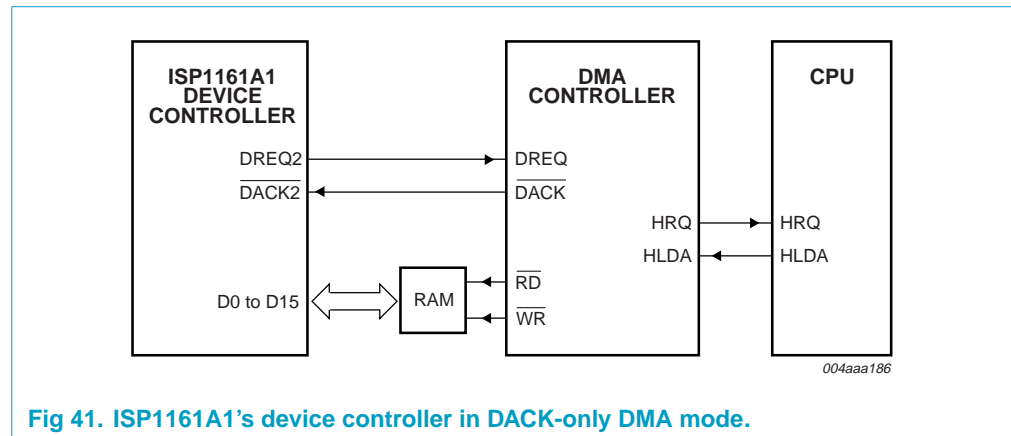 ISP1161A1
DEVICE
CONTROLLER
DMA
CONTROLLER
CPU
DREQ2
DREQ
DACK2
DACK
HRQ
HRQ
HLDA
HLDA
D0 to D15
RAM
RD
WR
004aaa186
Fig 41. ISP1161A1's device controller in DACK-only DMA mode.